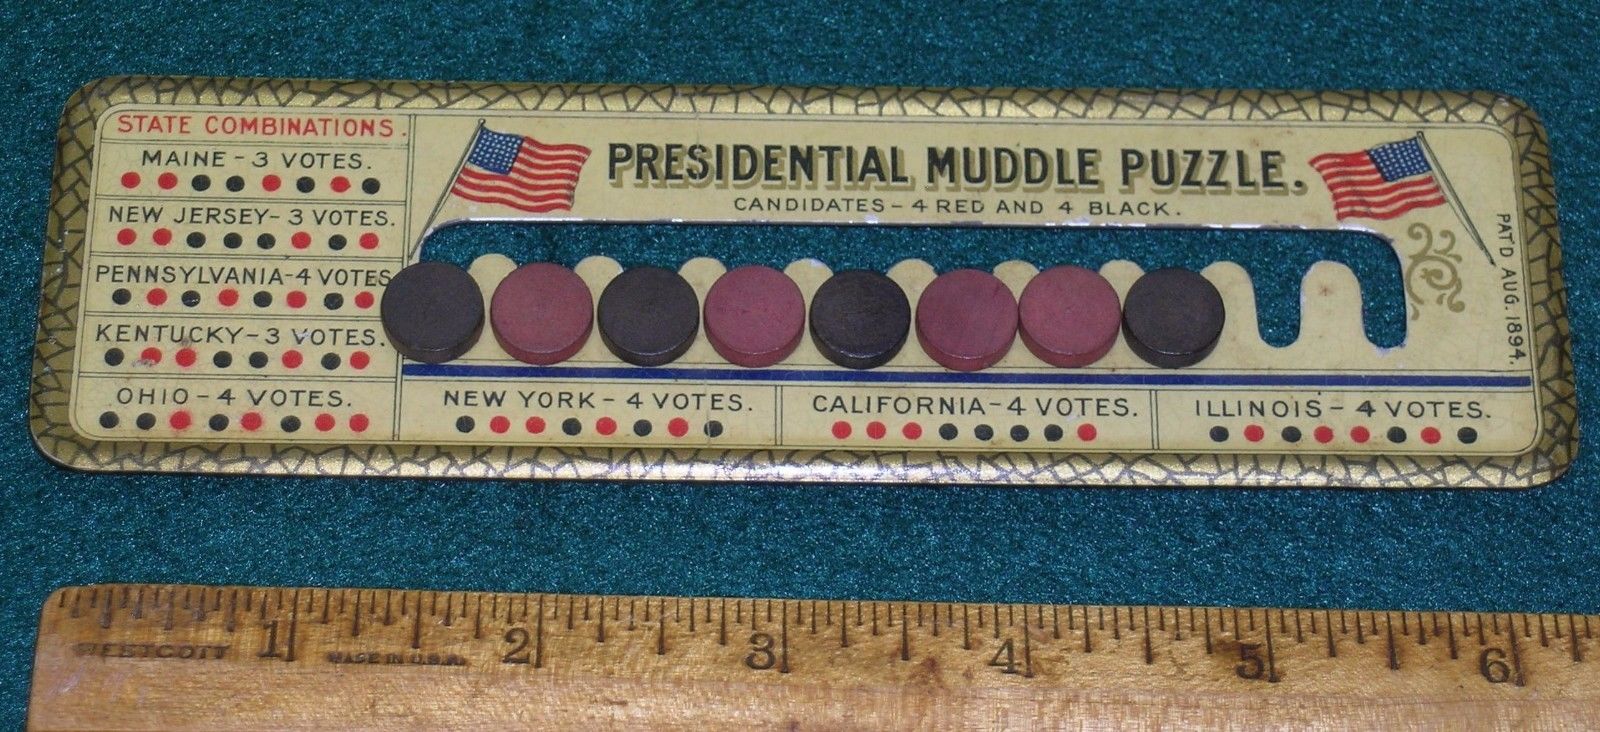 STATE COMBINATIONS.
MAINE - 3 VOTES.
NEW JERSEY - 3 VOTES.
PENNSYLVANIA - 4 VOTES
KENTUCKY - 3 VOTES.
OHIO - 4 VOTES.
PRESIDENTIAL MUDDLE PUZZLE.
CANDIDATES - 4 RED AND 4 BLACK.
PAT'D AUG. 1894.
NEW YORK - 4 VOTES.
CALIFORNIA - 4 VOTES.
ILLINOIS - 4 VOTES.
1 2 3 4 5 6
WESTCOTT MADE IN U.S.A.